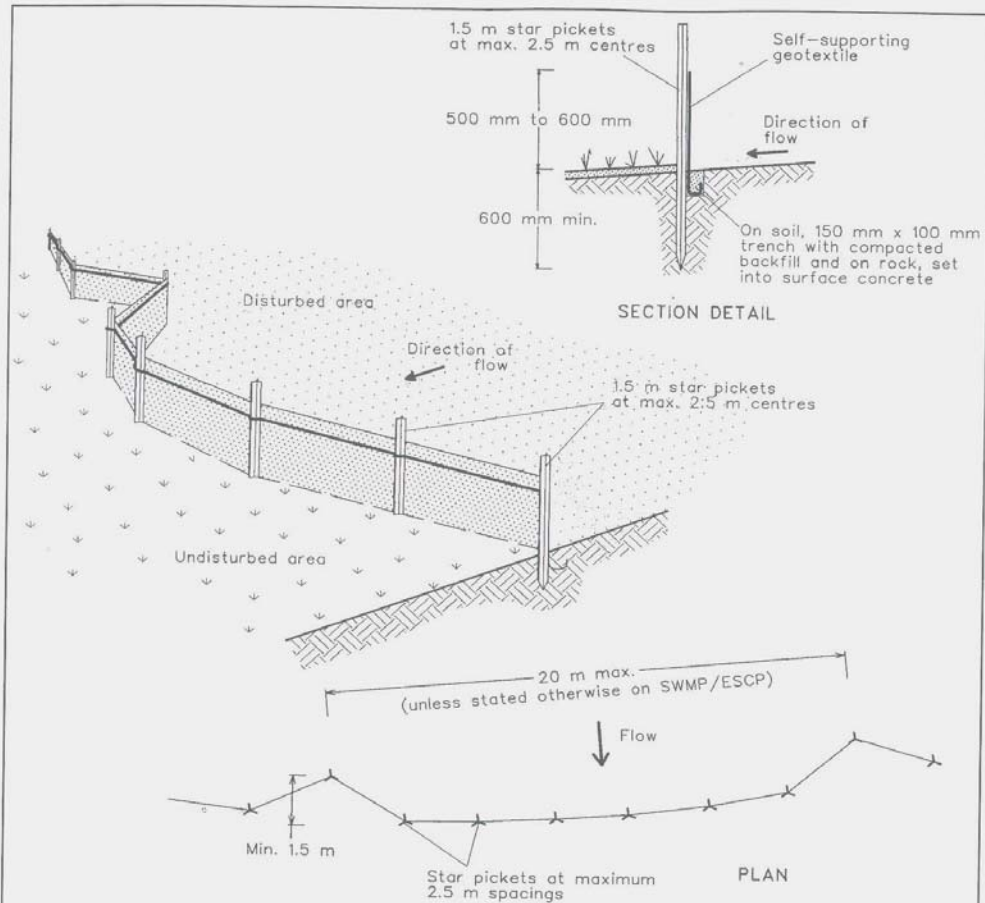 1.5 m star pickets
at max. 2.5 m centres
Self-supporting
geotextile
500 mm to 600 mm
Direction of
flow
600 mm min.
On soil, 150 mm x 100 mm
trench with compacted
backfill and on rock, set
into surface concrete
SECTION DETAIL
Disturbed area
Direction of
flow
1.5 m star pickets
at max. 2.5 m centres
Undisturbed area
20 m max.
(unless stated otherwise on SWMP/ESCP)
Flow
Min. 1.5 m
Star pickets at maximum
2.5 m spacings
PLAN